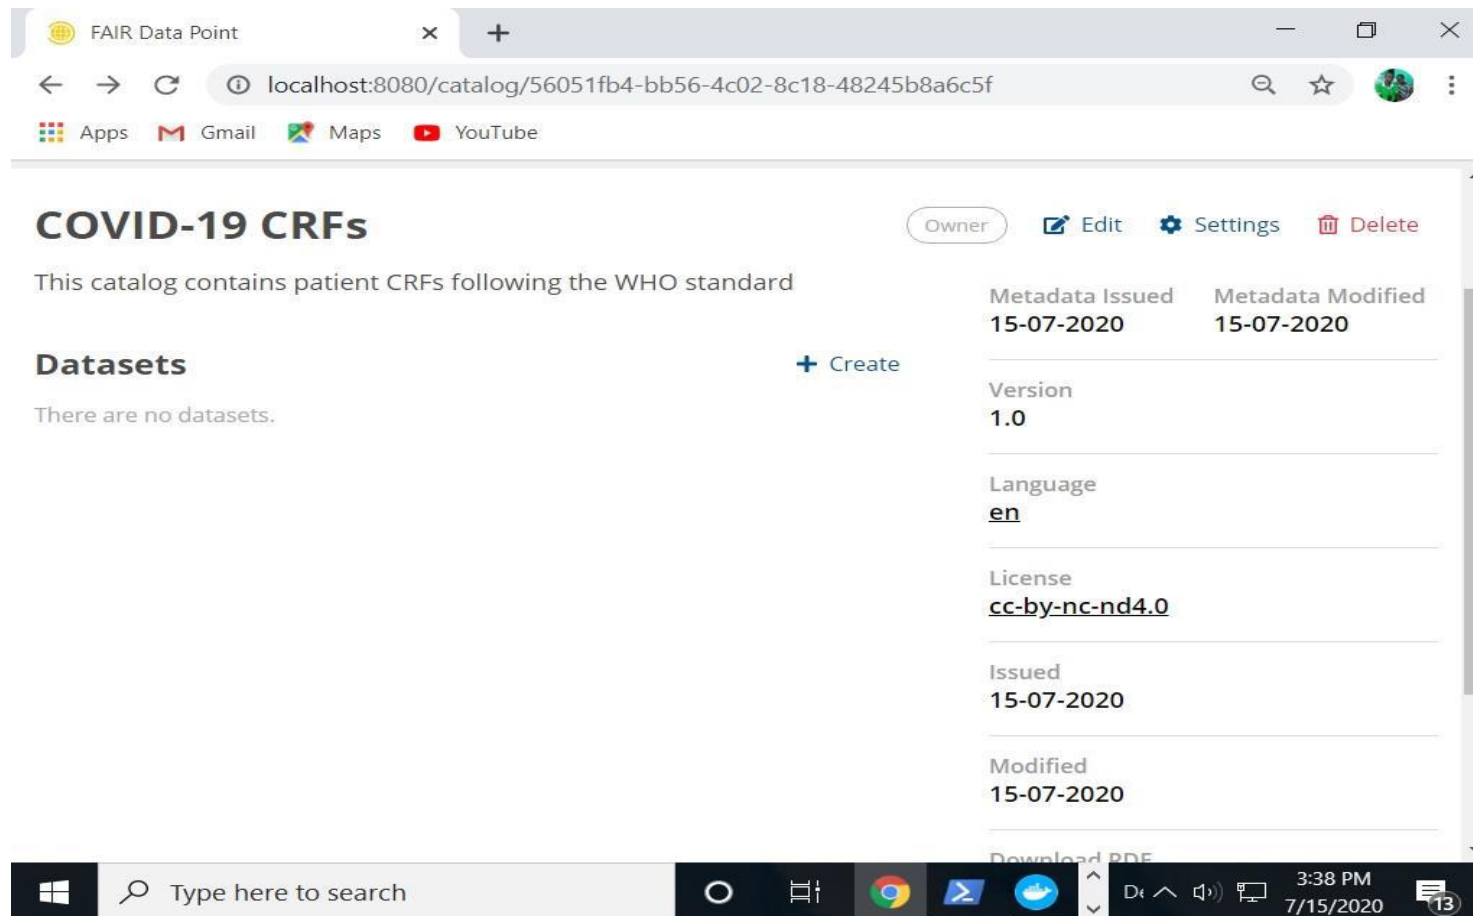 FAIR Data Point
localhost:8080/catalog/56051fb4-bb56-4c02-8c18-48245b8a6c5f
Apps Gmail Maps YouTube
COVID-19 CRFs
Owner Edit Settings Delete
This catalog contains patient CRFs following the WHO standard
Metadata Issued Metadata Modified
15-07-2020 15-07-2020
Datasets
+ Create
There are no datasets.
Version
1.0
Language
en
License
cc-by-nc-nd4.0
Issued
15-07-2020
Modified
15-07-2020
Download RDF
Type here to search
3:38 PM
7/15/2020
13